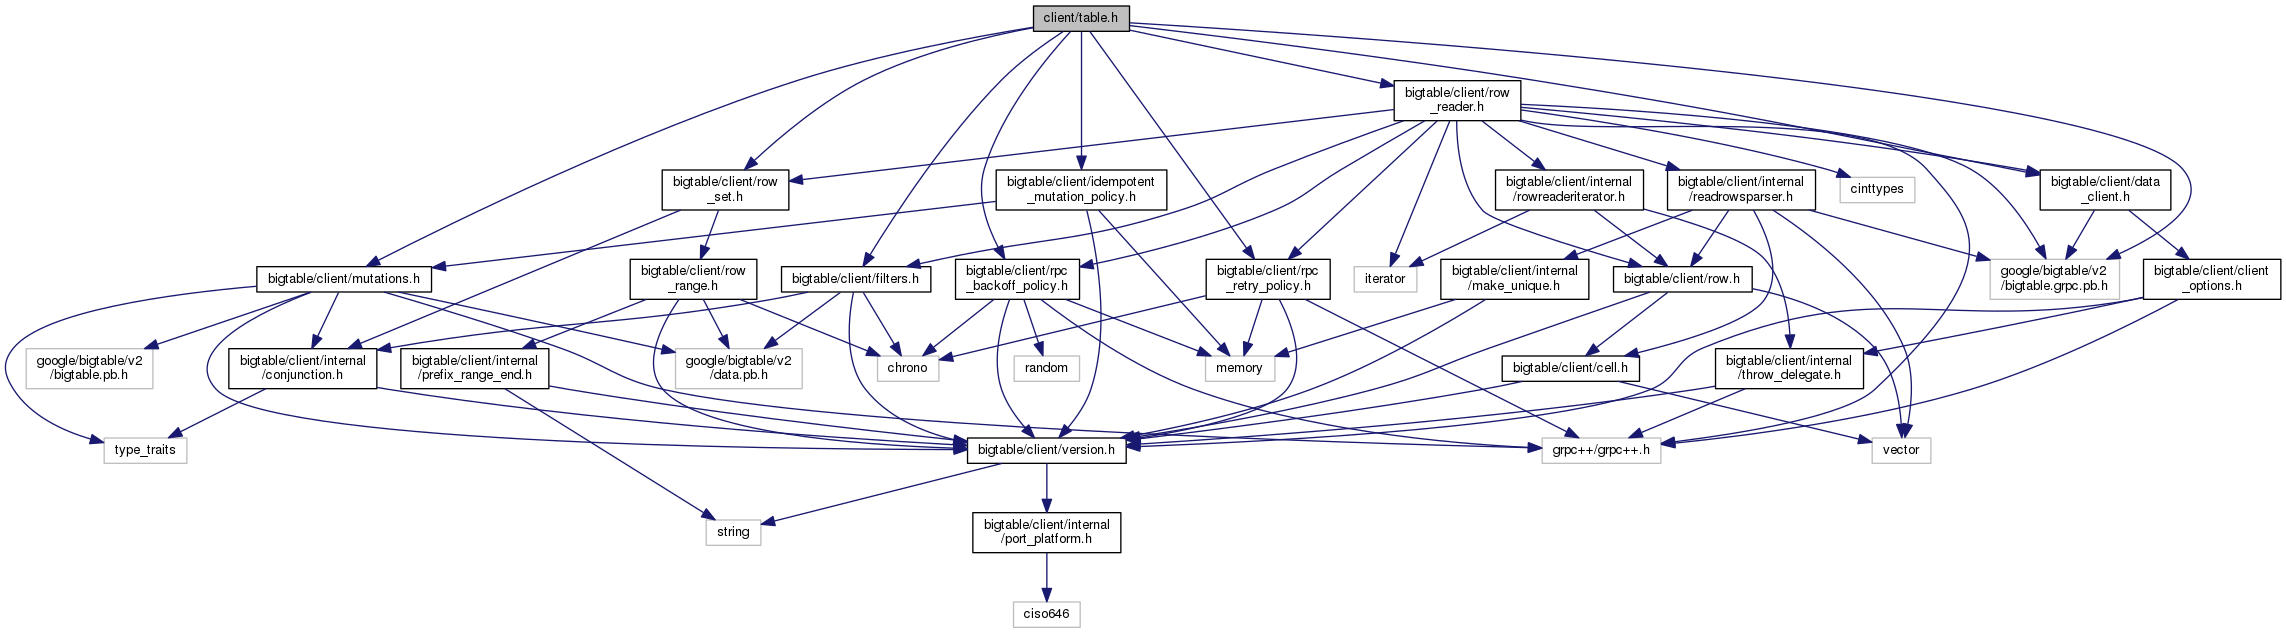 client/table.h
bigtable/client/row
_reader.h
bigtable/client/row
_set.h
bigtable/client/idempotent
_mutation_policy.h
bigtable/client/internal
/rowreaderiterator.h
bigtable/client/internal
/readrowsparser.h
cinttypes
bigtable/client/data
_client.h
bigtable/client/mutations.h
bigtable/client/row
_range.h
bigtable/client/filters.h
bigtable/client/rpc
_backoff_policy.h
bigtable/client/rpc
_retry_policy.h
iterator
bigtable/client/internal
/make_unique.h
bigtable/client/row.h
google/bigtable/v2
/bigtable.grpc.pb.h
bigtable/client/client
_options.h
google/bigtable/v2
/bigtable.pb.h
bigtable/client/internal
/conjunction.h
bigtable/client/internal
/prefix_range_end.h
google/bigtable/v2
/data.pb.h
chrono
random
memory
bigtable/client/cell.h
bigtable/client/internal
/throw_delegate.h
type_traits
bigtable/client/version.h
grpc++/grpc++.h
vector
string
bigtable/client/internal
/port_platform.h
ciso646